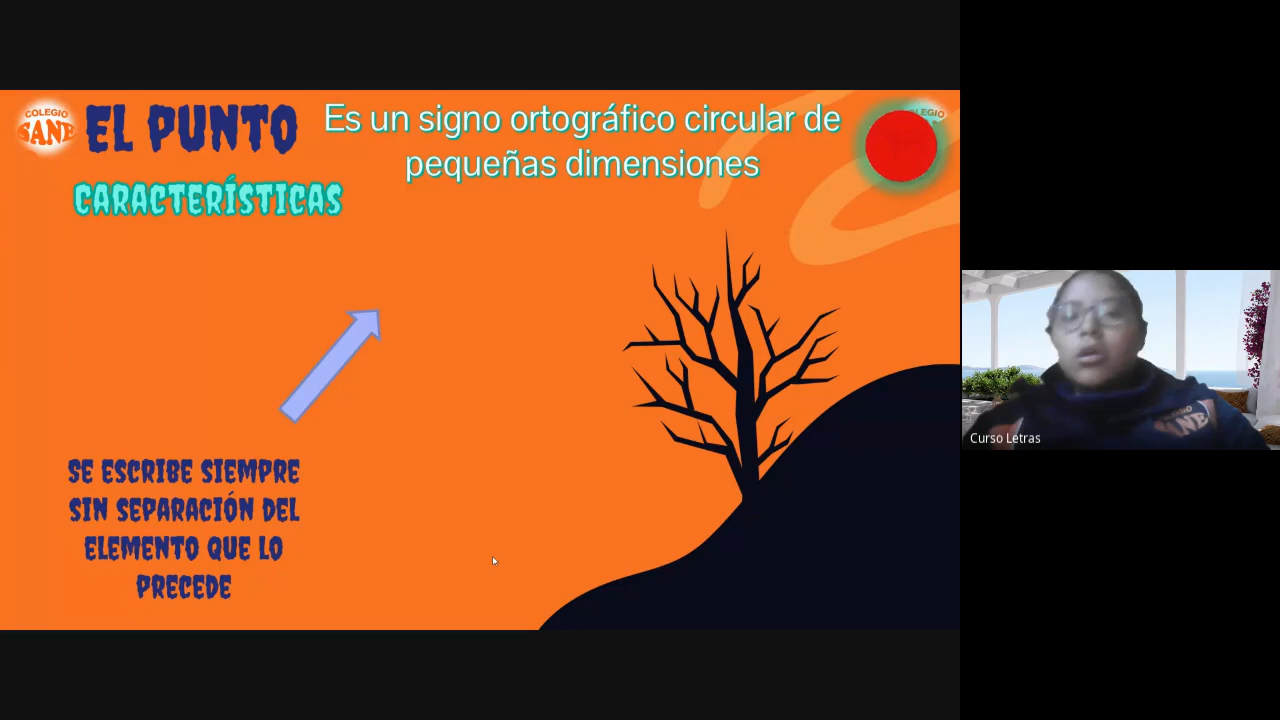 COLEGIO
SANE
EL PUNTO
Es un signo ortográfico circular de
pequeñas dimensiones
CARACTERÍSTICAS
SE ESCRIBE SIEMPRE
SIN SEPARACIÓN DEL
ELEMENTO QUE LO
PRECEDE
SANE
Curso Letras